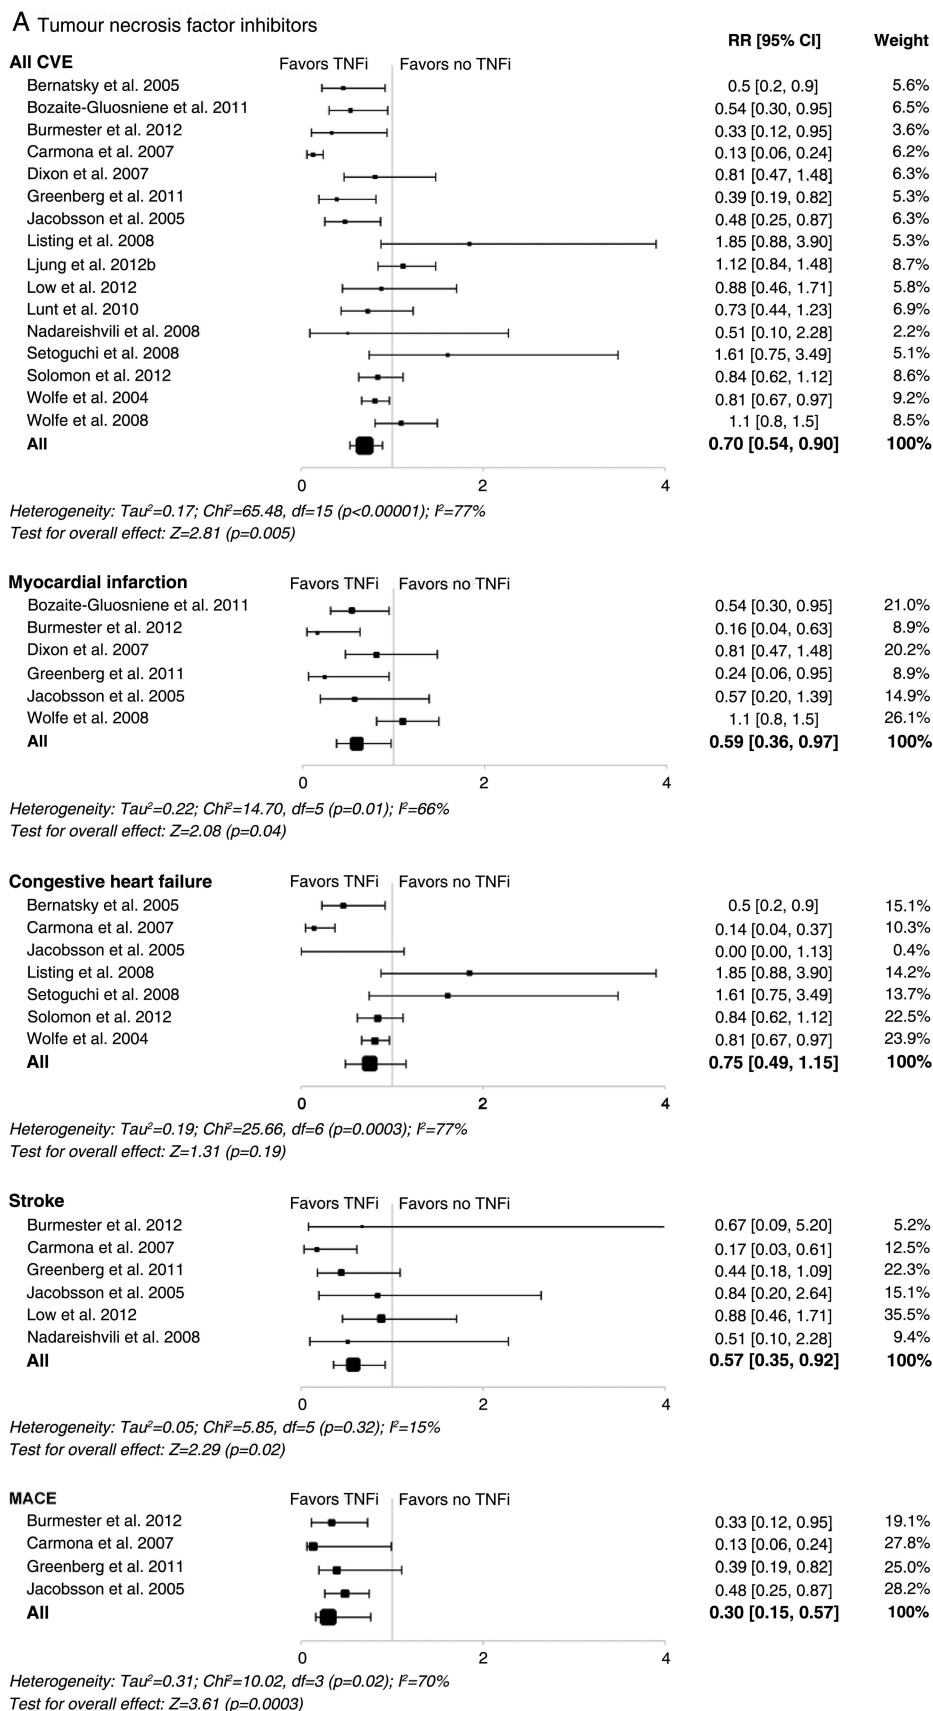 A Tumour necrosis factor inhibitors
RR [95% CI] Weight
All CVE Favors TNFi Favors no TNFi
Bernatsky et al. 2005 0.5 [0.2, 0.9] 5.6%
Bozaite-Gluosniene et al. 2011 0.54 [0.30, 0.95] 6.5%
Burmester et al. 2012 0.33 [0.12, 0.95] 3.6%
Carmona et al. 2007 0.13 [0.06, 0.24] 6.2%
Dixon et al. 2007 0.81 [0.47, 1.48] 6.3%
Greenberg et al. 2011 0.39 [0.19, 0.82] 5.3%
Jacobsson et al. 2005 0.48 [0.25, 0.87] 6.3%
Listing et al. 2008 1.85 [0.88, 3.90] 5.3%
Ljung et al. 2012b 1.12 [0.84, 1.48] 8.7%
Low et al. 2012 0.88 [0.46, 1.71] 5.8%
Lunt et al. 2010 0.73 [0.44, 1.23] 6.9%
Nadareishvili et al. 2008 0.51 [0.10, 2.28] 2.2%
Setoguchi et al. 2008 1.61 [0.75, 3.49] 5.1%
Solomon et al. 2012 0.84 [0.62, 1.12] 8.6%
Wolfe et al. 2004 0.81 [0.67, 0.97] 9.2%
Wolfe et al. 2008 1.1 [0.8, 1.5] 8.5%
All 0.70 [0.54, 0.90] 100%
0 2 4
Heterogeneity: Tau²=0.17; Chi²=65.48, df=15 (p<0.00001); I²=77%
Test for overall effect: Z=2.81 (p=0.005)
Myocardial infarction Favors TNFi Favors no TNFi
Bozaite-Gluosniene et al. 2011 0.54 [0.30, 0.95] 21.0%
Burmester et al. 2012 0.16 [0.04, 0.63] 8.9%
Dixon et al. 2007 0.81 [0.47, 1.48] 20.2%
Greenberg et al. 2011 0.24 [0.06, 0.95] 8.9%
Jacobsson et al. 2005 0.57 [0.20, 1.39] 14.9%
Wolfe et al. 2008 1.1 [0.8, 1.5] 26.1%
All 0.59 [0.36, 0.97] 100%
0 2 4
Heterogeneity: Tau²=0.22; Chi²=14.70, df=5 (p=0.01); I²=66%
Test for overall effect: Z=2.08 (p=0.04)
Congestive heart failure Favors TNFi Favors no TNFi
Bernatsky et al. 2005 0.5 [0.2, 0.9] 15.1%
Carmona et al. 2007 0.14 [0.04, 0.37] 10.3%
Jacobsson et al. 2005 0.00 [0.00, 1.13] 0.4%
Listing et al. 2008 1.85 [0.88, 3.90] 14.2%
Setoguchi et al. 2008 1.61 [0.75, 3.49] 13.7%
Solomon et al. 2012 0.84 [0.62, 1.12] 22.5%
Wolfe et al. 2004 0.81 [0.67, 0.97] 23.9%
All 0.75 [0.49, 1.15] 100%
0 2 4
Heterogeneity: Tau²=0.19; Chi²=25.66, df=6 (p=0.0003); I²=77%
Test for overall effect: Z=1.31 (p=0.19)
Stroke Favors TNFi Favors no TNFi
Burmester et al. 2012 0.67 [0.09, 5.20] 5.2%
Carmona et al. 2007 0.17 [0.03, 0.61] 12.5%
Greenberg et al. 2011 0.44 [0.18, 1.09] 22.3%
Jacobsson et al. 2005 0.84 [0.20, 2.64] 15.1%
Low et al. 2012 0.88 [0.46, 1.71] 35.5%
Nadareishvili et al. 2008 0.51 [0.10, 2.28] 9.4%
All 0.57 [0.35, 0.92] 100%
0 2 4
Heterogeneity: Tau²=0.05; Chi²=5.85, df=5 (p=0.32); I²=15%
Test for overall effect: Z=2.29 (p=0.02)
MACE Favors TNFi Favors no TNFi
Burmester et al. 2012 0.33 [0.12, 0.95] 19.1%
Carmona et al. 2007 0.13 [0.06, 0.24] 27.8%
Greenberg et al. 2011 0.39 [0.19, 0.82] 25.0%
Jacobsson et al. 2005 0.48 [0.25, 0.87] 28.2%
All 0.30 [0.15, 0.57] 100%
0 2 4
Heterogeneity: Tau²=0.31; Chi²=10.02, df=3 (p=0.02); I²=70%
Test for overall effect: Z=3.61 (p=0.0003)